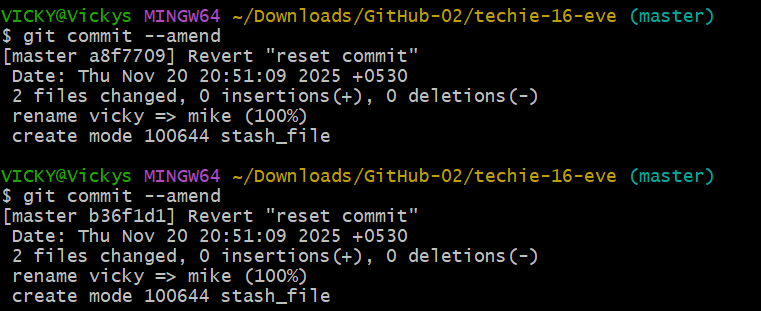 VICKY@Vickys MINGW64 ~/Downloads/GitHub-02/techie-16-eve (master)
$ git commit --amend
[master a8f7709] Revert "reset commit"
 Date: Thu Nov 20 20:51:09 2025 +0530
 2 files changed, 0 insertions(+), 0 deletions(-)
 rename vicky => mike (100%)
 create mode 100644 stash_file

VICKY@Vickys MINGW64 ~/Downloads/GitHub-02/techie-16-eve (master)
$ git commit --amend
[master b36f1d1] Revert "reset commit"
 Date: Thu Nov 20 20:51:09 2025 +0530
 2 files changed, 0 insertions(+), 0 deletions(-)
 rename vicky => mike (100%)
 create mode 100644 stash_file